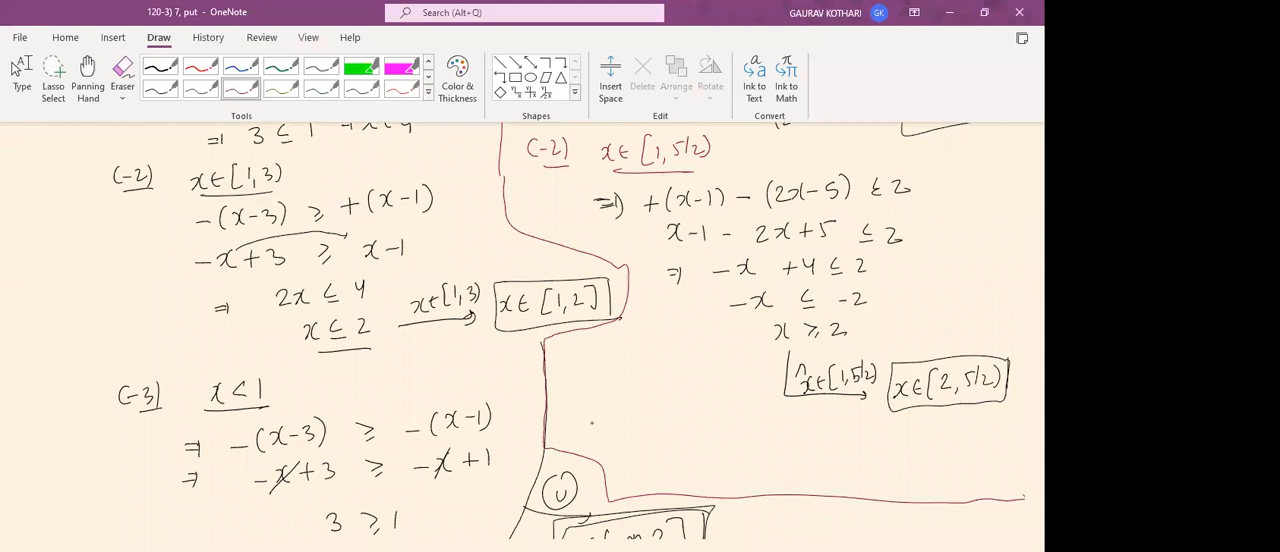 120-3) 7, put - OneNote
Search (Alt+Q)
GAURAV KOTHARI GK
File Home Insert Draw History Review View Help
Type
Lasso Select
Panning Hand
Eraser
Color & Thickness
Insert Space
Delete
Arrange
Rotate
Ink to Text
Ink to Math
Tools
Shapes
Edit
Convert
⇒ 3 ≤ 1
C-2) x∈[1,3)
-(x-3) ≥ +(x-1)
-x+3 ≥ x-1
⇒ 2x ≤ 4
x ≤ 2
x∈[1,3)
x∈[1,2]
C-3) x<1
⇒ -(x-3) ≥ -(x-1)
⇒ -x+3 ≥ -x+1
3 ≥ 1
C-2) x∈[1,5/2)
⇒ +(x-1) - (2x-5) ≤ 2
x-1 - 2x+5 ≤ 2
⇒ -x +4 ≤ 2
-x ≤ -2
x ≥ 2
∩ x∈[1,5/2)
x∈[2,5/2)
U